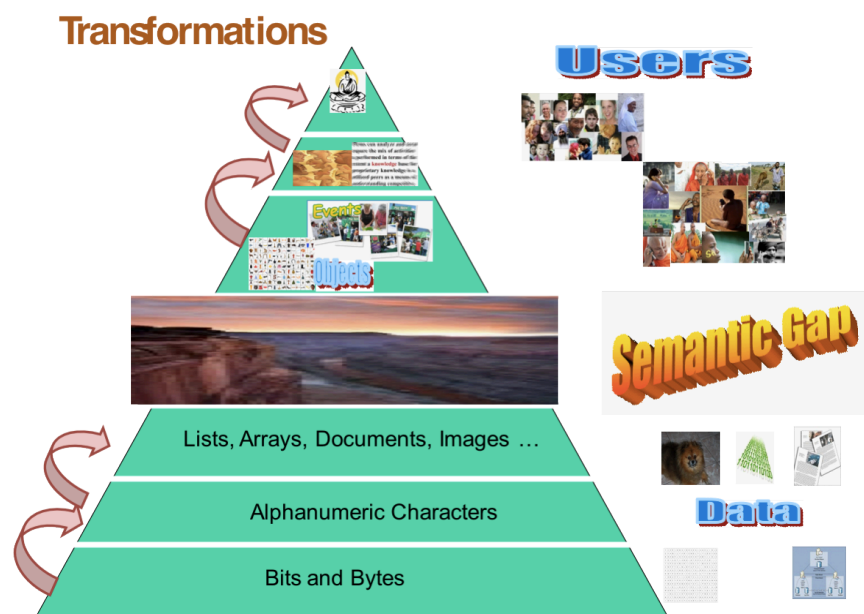 Transformations
Users
Events
Objects
Semantic Gap
Lists, Arrays, Documents, Images …
Alphanumeric Characters
Data
Bits and Bytes